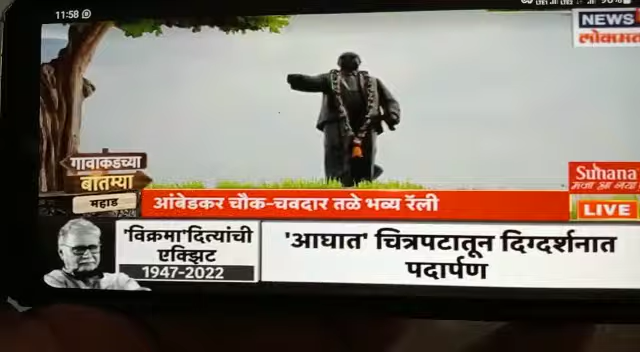 11:58
NEWS
लोकमत
गावाकडच्या
बातम्या
महाड
Suhana
आंबेडकर चौक-चवदार तळे भव्य रॅली
LIVE
'विक्रमा'दित्यांची
एक्झिट
1947-2022
'आघात' चित्रपटातून दिग्दर्शनात
पदार्पण